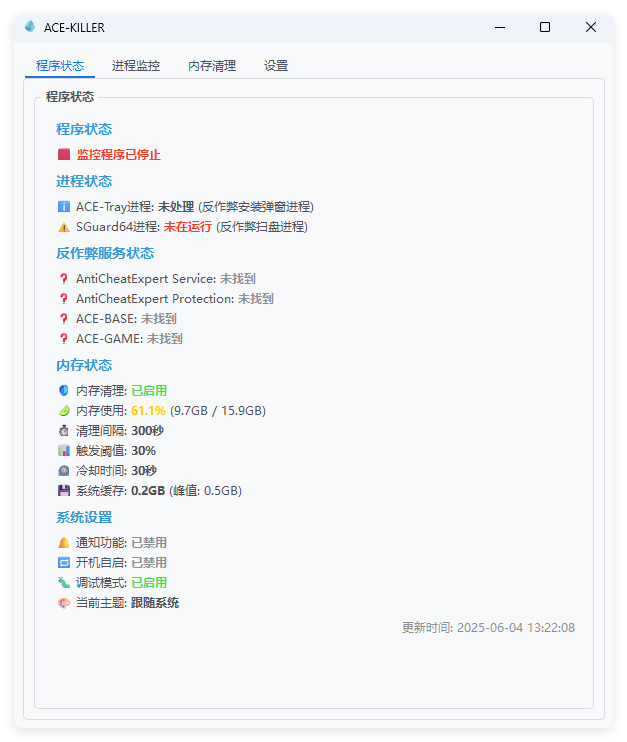 ACE-KILLER
程序状态 进程监控 内存清理 设置
程序状态
程序状态
监控程序已停止
进程状态
ACE-Tray进程: 未处理 (反作弊安装弹窗进程)
SGuard64进程: 未在运行 (反作弊扫盘进程)
反作弊服务状态
AntiCheatExpert Service: 未找到
AntiCheatExpert Protection: 未找到
ACE-BASE: 未找到
ACE-GAME: 未找到
内存状态
内存清理: 已启用
内存使用: 61.1% (9.7GB / 15.9GB)
清理间隔: 300秒
触发阈值: 30%
冷却时间: 30秒
系统缓存: 0.2GB (峰值: 0.5GB)
系统设置
通知功能: 已禁用
开机自启: 已禁用
调试模式: 已启用
当前主题: 跟随系统
更新时间: 2025-06-04 13:22:08